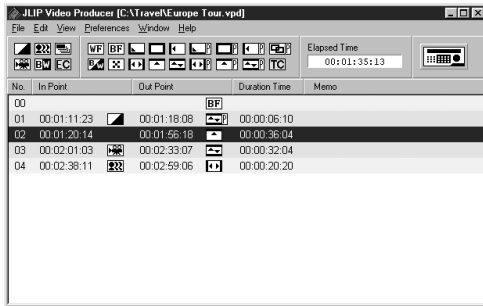 JLIP Video Producer [C:\Travel\Europe Tour.vpd]
File Edit View Preferences Window Help
WF BF P P P P Elapsed Time
BW EC B/W P P P TC 00:01:35:13
No. In Point Out Point Duration Time Memo
00 BF
01 00:01:11:23 00:01:18:08 P 00:00:06:10
02 00:01:20:14 00:01:56:18 00:00:36:04
03 00:02:01:03 00:02:33:07 00:00:32:04
04 00:02:38:11 00:02:59:06 00:00:20:20